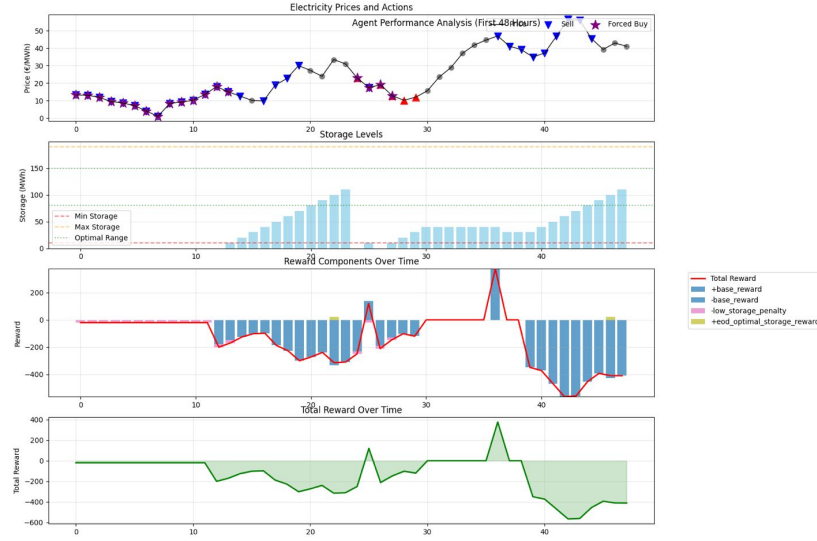 Electricity Prices and Actions
Agent Performance Analysis (First 48 Hours)
Sell
Forced Buy
Price (€/MWh)
50
40
30
20
10
0
0 10 20 30 40
Storage Levels
Storage (MWh)
150
100
50
0
Min Storage
Max Storage
Optimal Range
0 10 20 30 40
Reward Components Over Time
Reward
200
0
−200
−400
0 10 20 30 40
Total Reward
+base_reward
-base_reward
-low_storage_penalty
+eod_optimal_storage_reward
Total Reward Over Time
Total Reward
400
200
0
−200
−400
−600
0 10 20 30 40